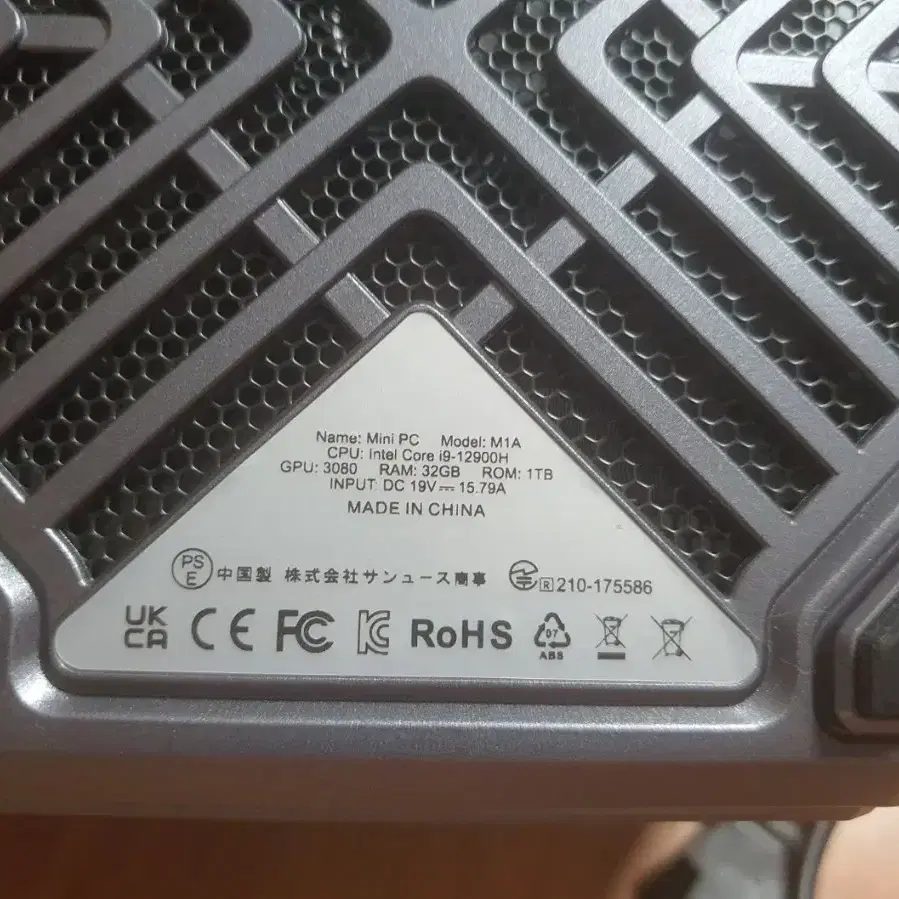 Name: Mini PC Model: M1A
CPU: Intel Core i9-12900H
GPU: 3080 RAM: 32GB ROM: 1TB
INPUT: DC 19V⎓15.79A
MADE IN CHINA
PS
E
中国製 株式会社サンユース商事
R 210-175586
UK
CA
CE FC KC RoHS
07
ABS